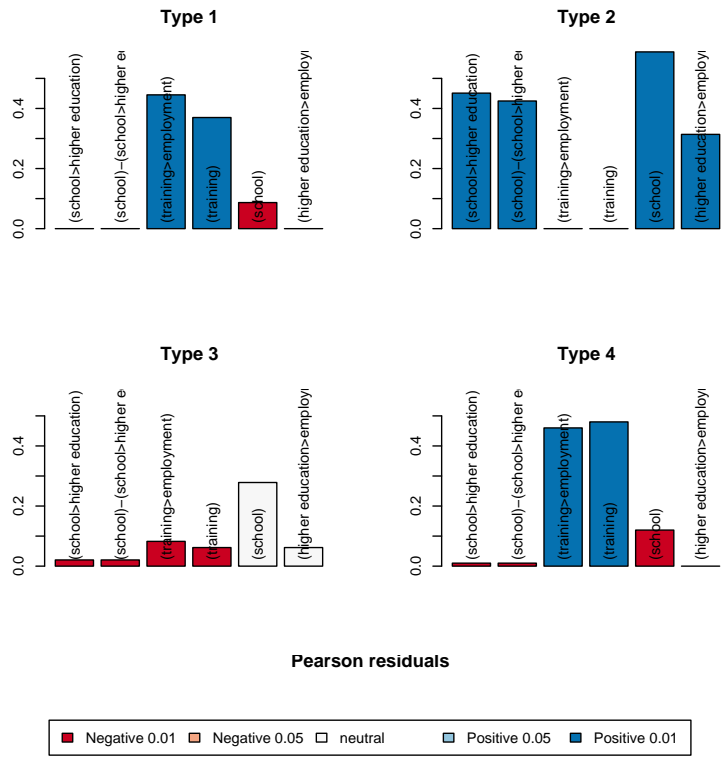 Type 1
0.0 0.2 0.4
(school>higher education)
(school)−(school>higher e
(training>employment)
(training)
(school)
(higher education>employ
Type 2
0.0 0.2 0.4
(school>higher education)
(school)−(school>higher e
(training>employment)
(training)
(school)
(higher education>employ
Type 3
0.0 0.2 0.4
(school>higher education)
(school)−(school>higher e
(training>employment)
(training)
(school)
(higher education>employ
Type 4
0.0 0.2 0.4
(school>higher education)
(school)−(school>higher e
(training>employment)
(training)
(school)
(higher education>employ
Pearson residuals
Negative 0.01 Negative 0.05 neutral Positive 0.05 Positive 0.01